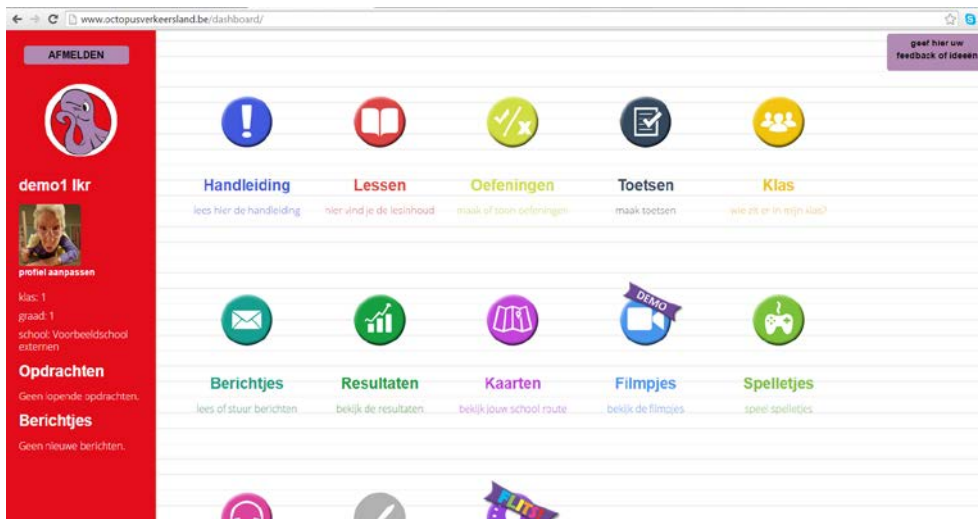 www.octopusverkeersland.be/dashboard/
AFMELDEN
geef hier uw
feedback of ideeën
demo1 lkr
profiel aanpassen
klas: 1
graad: 1
school: Voorbeeldschool
externen
Opdrachten
Geen lopende opdrachten.
Berichtjes
Geen nieuwe berichten.
Handleiding
lees hier de handleiding
Lessen
hier vind je de lesinhoud
Oefeningen
maak of toon oefeningen
Toetsen
maak toetsen
Klas
wie zit er in mijn klas?
Berichtjes
lees of stuur berichten
Resultaten
bekijk de resultaten
Kaarten
bekijk jouw school route
DEMO
Filmpjes
bekijk de filmpjes
Spelletjes
speel spelletjes
FLITS!